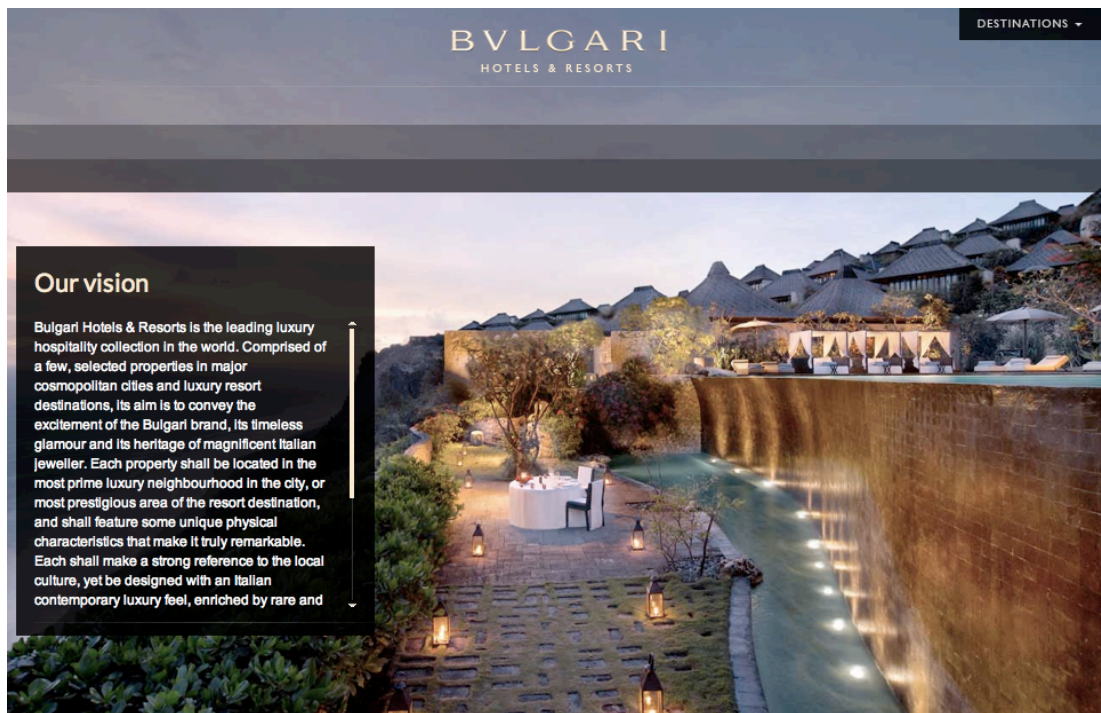 DESTINATIONS
BVLGARI
HOTELS & RESORTS
Our vision
Bulgari Hotels & Resorts is the leading luxury
hospitality collection in the world. Comprised of
a few, selected properties in major
cosmopolitan cities and luxury resort
destinations, its aim is to convey the
excitement of the Bulgari brand, its timeless
glamour and its heritage of magnificent Italian
jeweller. Each property shall be located in the
most prime luxury neighbourhood in the city, or
most prestigious area of the resort destination,
and shall feature some unique physical
characteristics that make it truly remarkable.
Each shall make a strong reference to the local
culture, yet be designed with an Italian
contemporary luxury feel, enriched by rare and